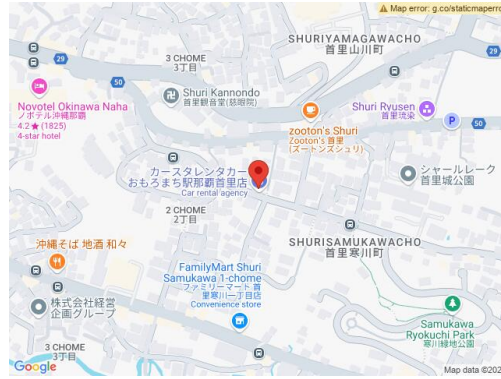 Map error: g.co/staticmaperro
SHURIYAMAGAWACHO
首里山川町
3 CHOME
3丁目
29
29
50
50
Shuri Kannondo
首里観音堂(慈眼院)
Novotel Okinawa Naha
ノボテル沖縄那覇
4.2★(1825)
4-star hotel
Shuri Ryusen
首里琉染
P
zooton's Shuri
Zooton's 首里
(ズートンズシュリ)
カースタレンタカー
おもろまち駅那覇首里店
Car rental agency
シャールレーク
首里城公園
2 CHOME
2丁目
SHURISAMUKAWACHO
首里寒川町
沖縄そば 地酒 和々
FamilyMart Shuri
Samukawa 1-chome
ファミリーマート 首
里寒川一丁目店
Convenience store
株式会社経営
企画グループ
Samukawa
Ryokuchi Park
寒川緑地公園
3 CHOME
3丁目
Google
Map data ©202